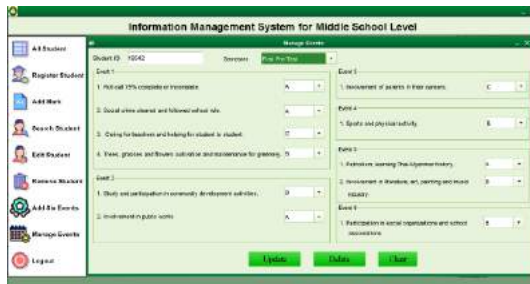 Information Management System for Middle School Level
All Student
Register Student
Add Mark
Search Student
Edit Student
Remove Student
Add Six Events
Manage Events
Logout
Manage Events
Student ID
Semester
Event 1
1. Roll call 75% complete or incomplete
A
2. Social crime cleared and followed school rule.
A
3. Caring for teachers and helping for student to student.
4. Trees, grasses and flowers cultivation and maintenance for greenery.
Event 2
1. Study and participation in community development activities.
2. Involvement in public works
A
Event 3
1. Involvement of parents in their careers.
C
Event 4
1. Sports and physical activity.
Event 5
1. Patriotism, learning history.
2. Involvement in literature, art, painting and music
industry.
Event 6
1. Participation in social organizations and school
associations.
Update
Delete
Clear